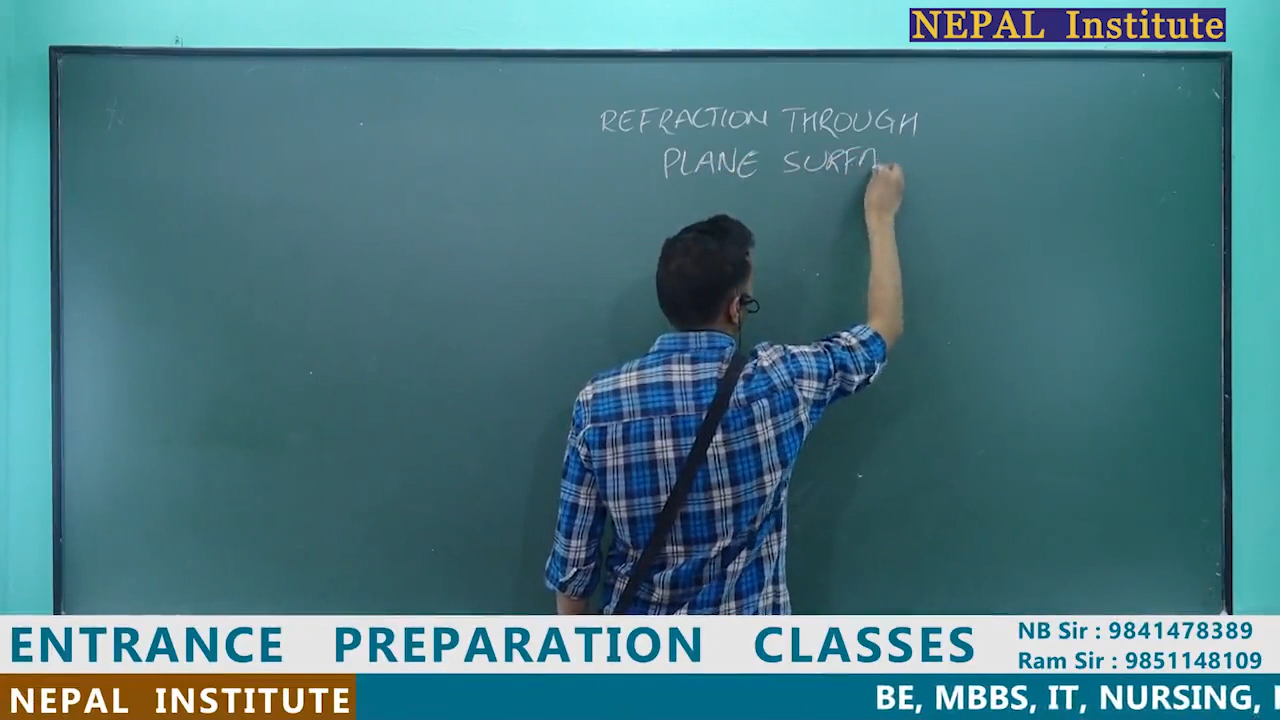 NEPAL Institute
REFRACTION THROUGH
PLANE SURFA
ENTRANCE PREPARATION CLASSES
NB Sir : 9841478389
Ram Sir : 9851148109
NEPAL INSTITUTE
BE, MBBS, IT, NURSING,